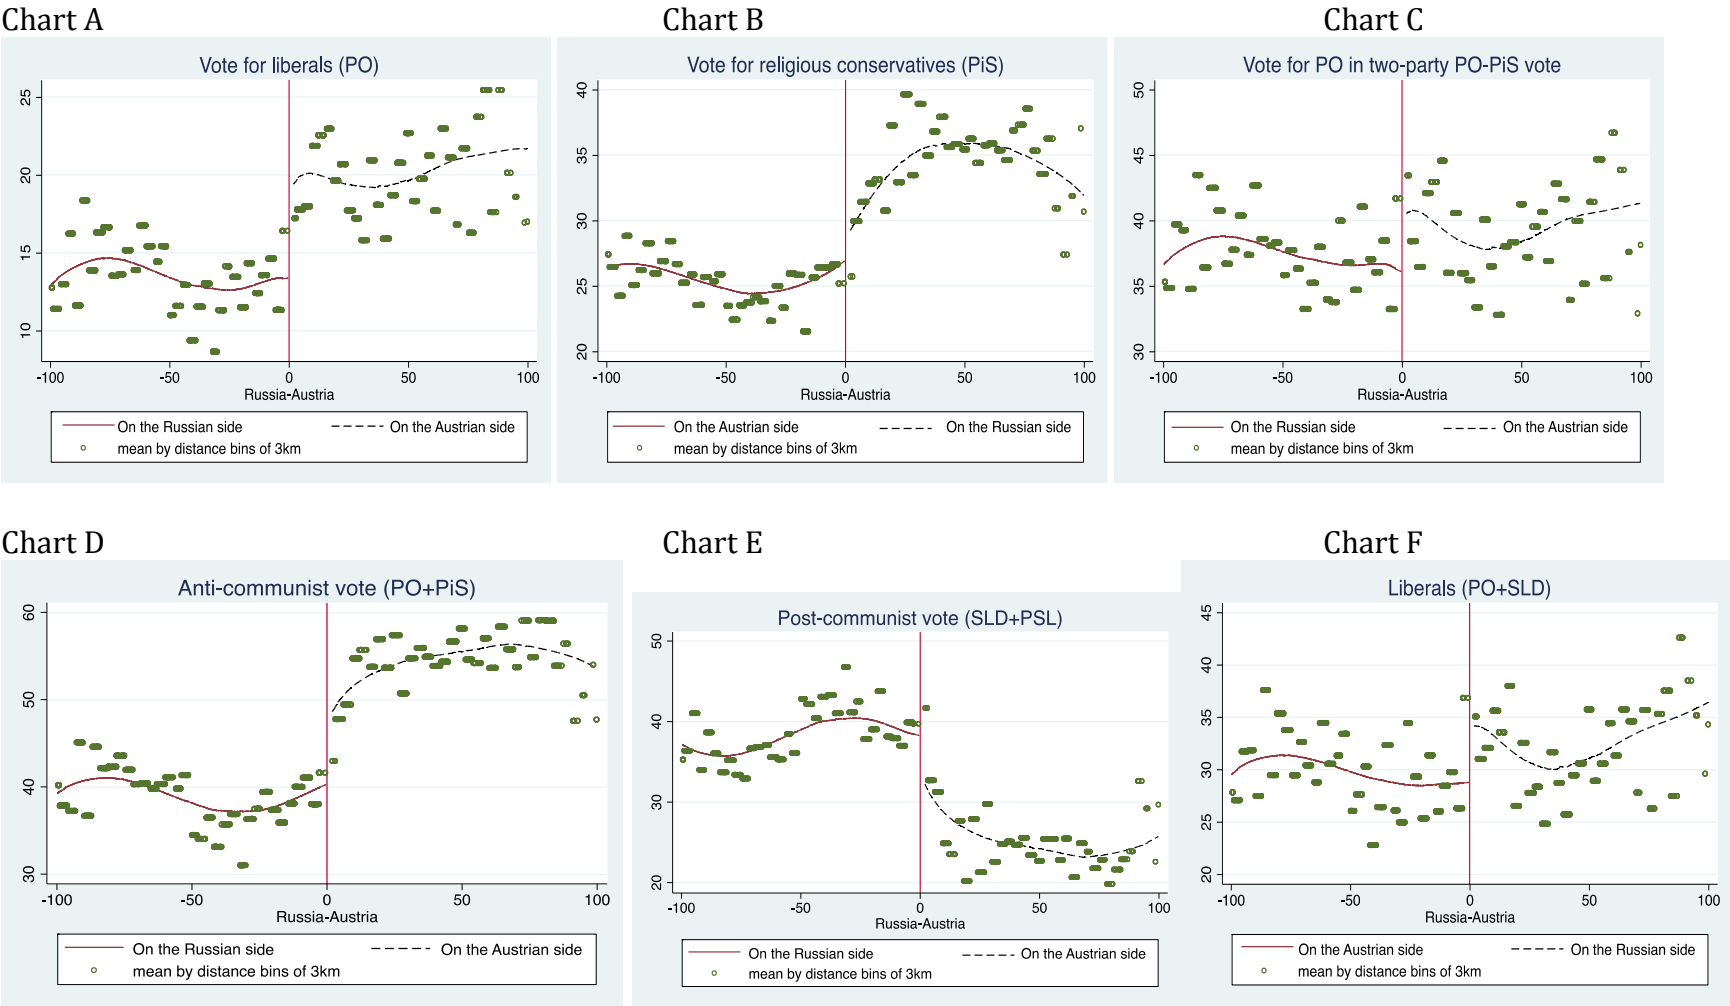 Chart A
Vote for liberals (PO)
25
20
15
10
-100 -50 0 50 100
Russia-Austria
On the Russian side On the Austrian side
mean by distance bins of 3km
Chart B
Vote for religious conservatives (PiS)
40
35
30
25
20
-100 -50 0 50 100
Russia-Austria
On the Austrian side On the Russian side
mean by distance bins of 3km
Chart C
Vote for PO in two-party PO-PiS vote
50
45
40
35
30
-100 -50 0 50 100
Russia-Austria
On the Russian side On the Austrian side
mean by distance bins of 3km
Chart D
Anti-communist vote (PO+PiS)
60
50
40
30
-100 -50 0 50 100
Russia-Austria
On the Russian side On the Austrian side
mean by distance bins of 3km
Chart E
Post-communist vote (SLD+PSL)
50
40
30
20
-100 -50 0 50 100
Russia-Austria
On the Russian side On the Austrian side
mean by distance bins of 3km
Chart F
Liberals (PO+SLD)
45
40
35
30
25
20
-100 -50 0 50 100
Russia-Austria
On the Austrian side On the Russian side
mean by distance bins of 3km